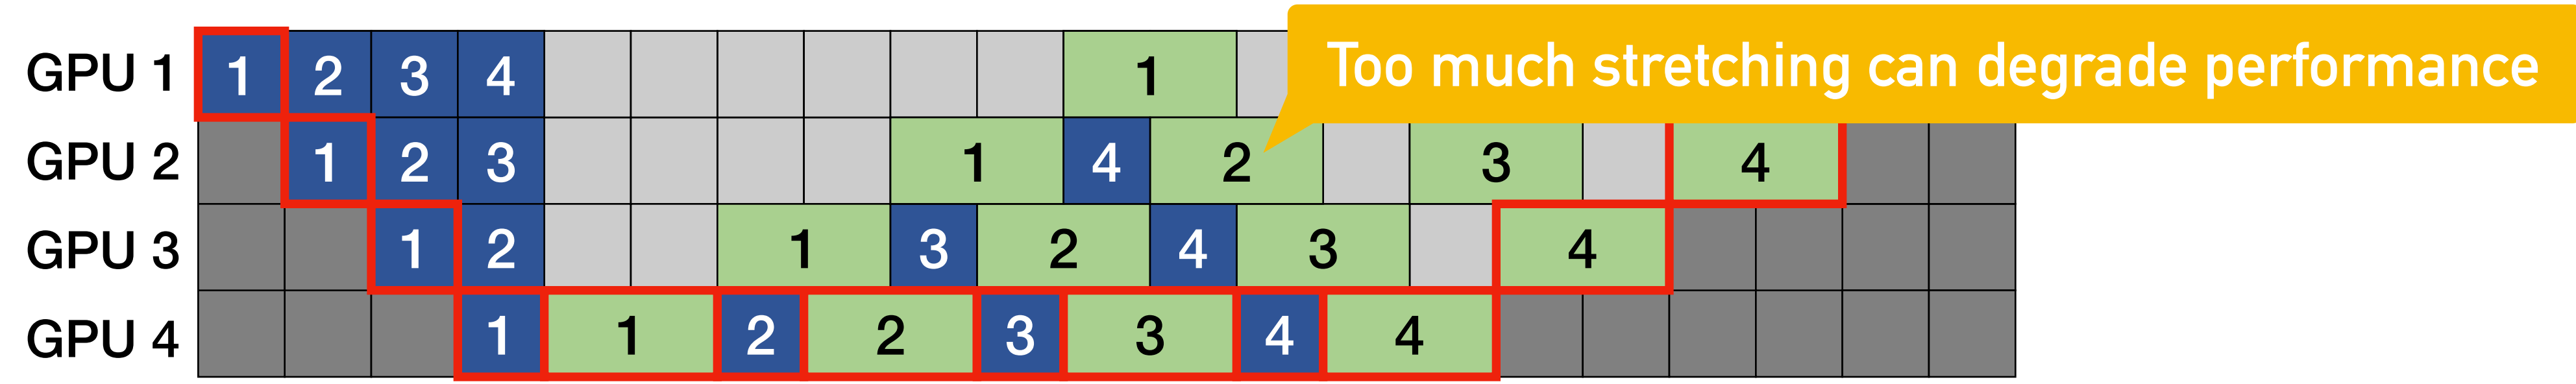 GPU 1 1 2 3 4 1 Too much stretching can degrade performance
GPU 2 1 2 3 1 4 2 3 4
GPU 3 1 2 1 3 2 4 3 4
GPU 4 1 1 2 2 3 3 4 4